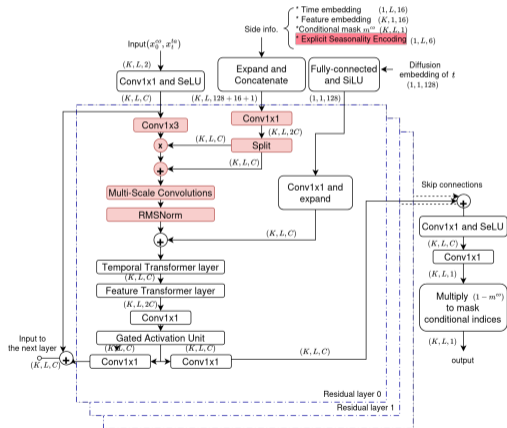 * Time embedding (1, L, 16)
* Feature embedding (K, 1, 16)
*Conditional mask m^co (K, L, 1)
* Explicit Seasonality Encoding (1, L, 6)
Side info.
Input(x_0^co, x_t^ta)
(K, L, 2)
Conv1x1 and SeLU
(K, L, C)
Expand and
Concatenate
(K, L, 128 + 16 + 1)
Fully-connected
and SiLU
(1, 1, 128)
Diffusion
embedding of t
(1, 1, 128)
Conv1x3
Conv1x1
(K, L, 2C)
Split
(K, L, C)
(K, L, C)
x
+
Multi-Scale Convolutions
RMSNorm
Conv1x1 and
expand
(K, L, C)
+
Temporal Transformer layer
(K, L, C)
Feature Transformer layer
(K, L, 2C)
Conv1x1
Gated Activation Unit
(K, L, C)
(K, L, C)
Conv1x1
Conv1x1
Input to
the next layer
+
(K, L, C)
(K, L, C)
Residual layer 0
Residual layer 1
Skip connections
+
Conv1x1 and SeLU
(K, L, C)
Conv1x1
(K, L, 1)
Multiply (1 − m^co)
to mask
conditional indices
(K, L, 1)
output